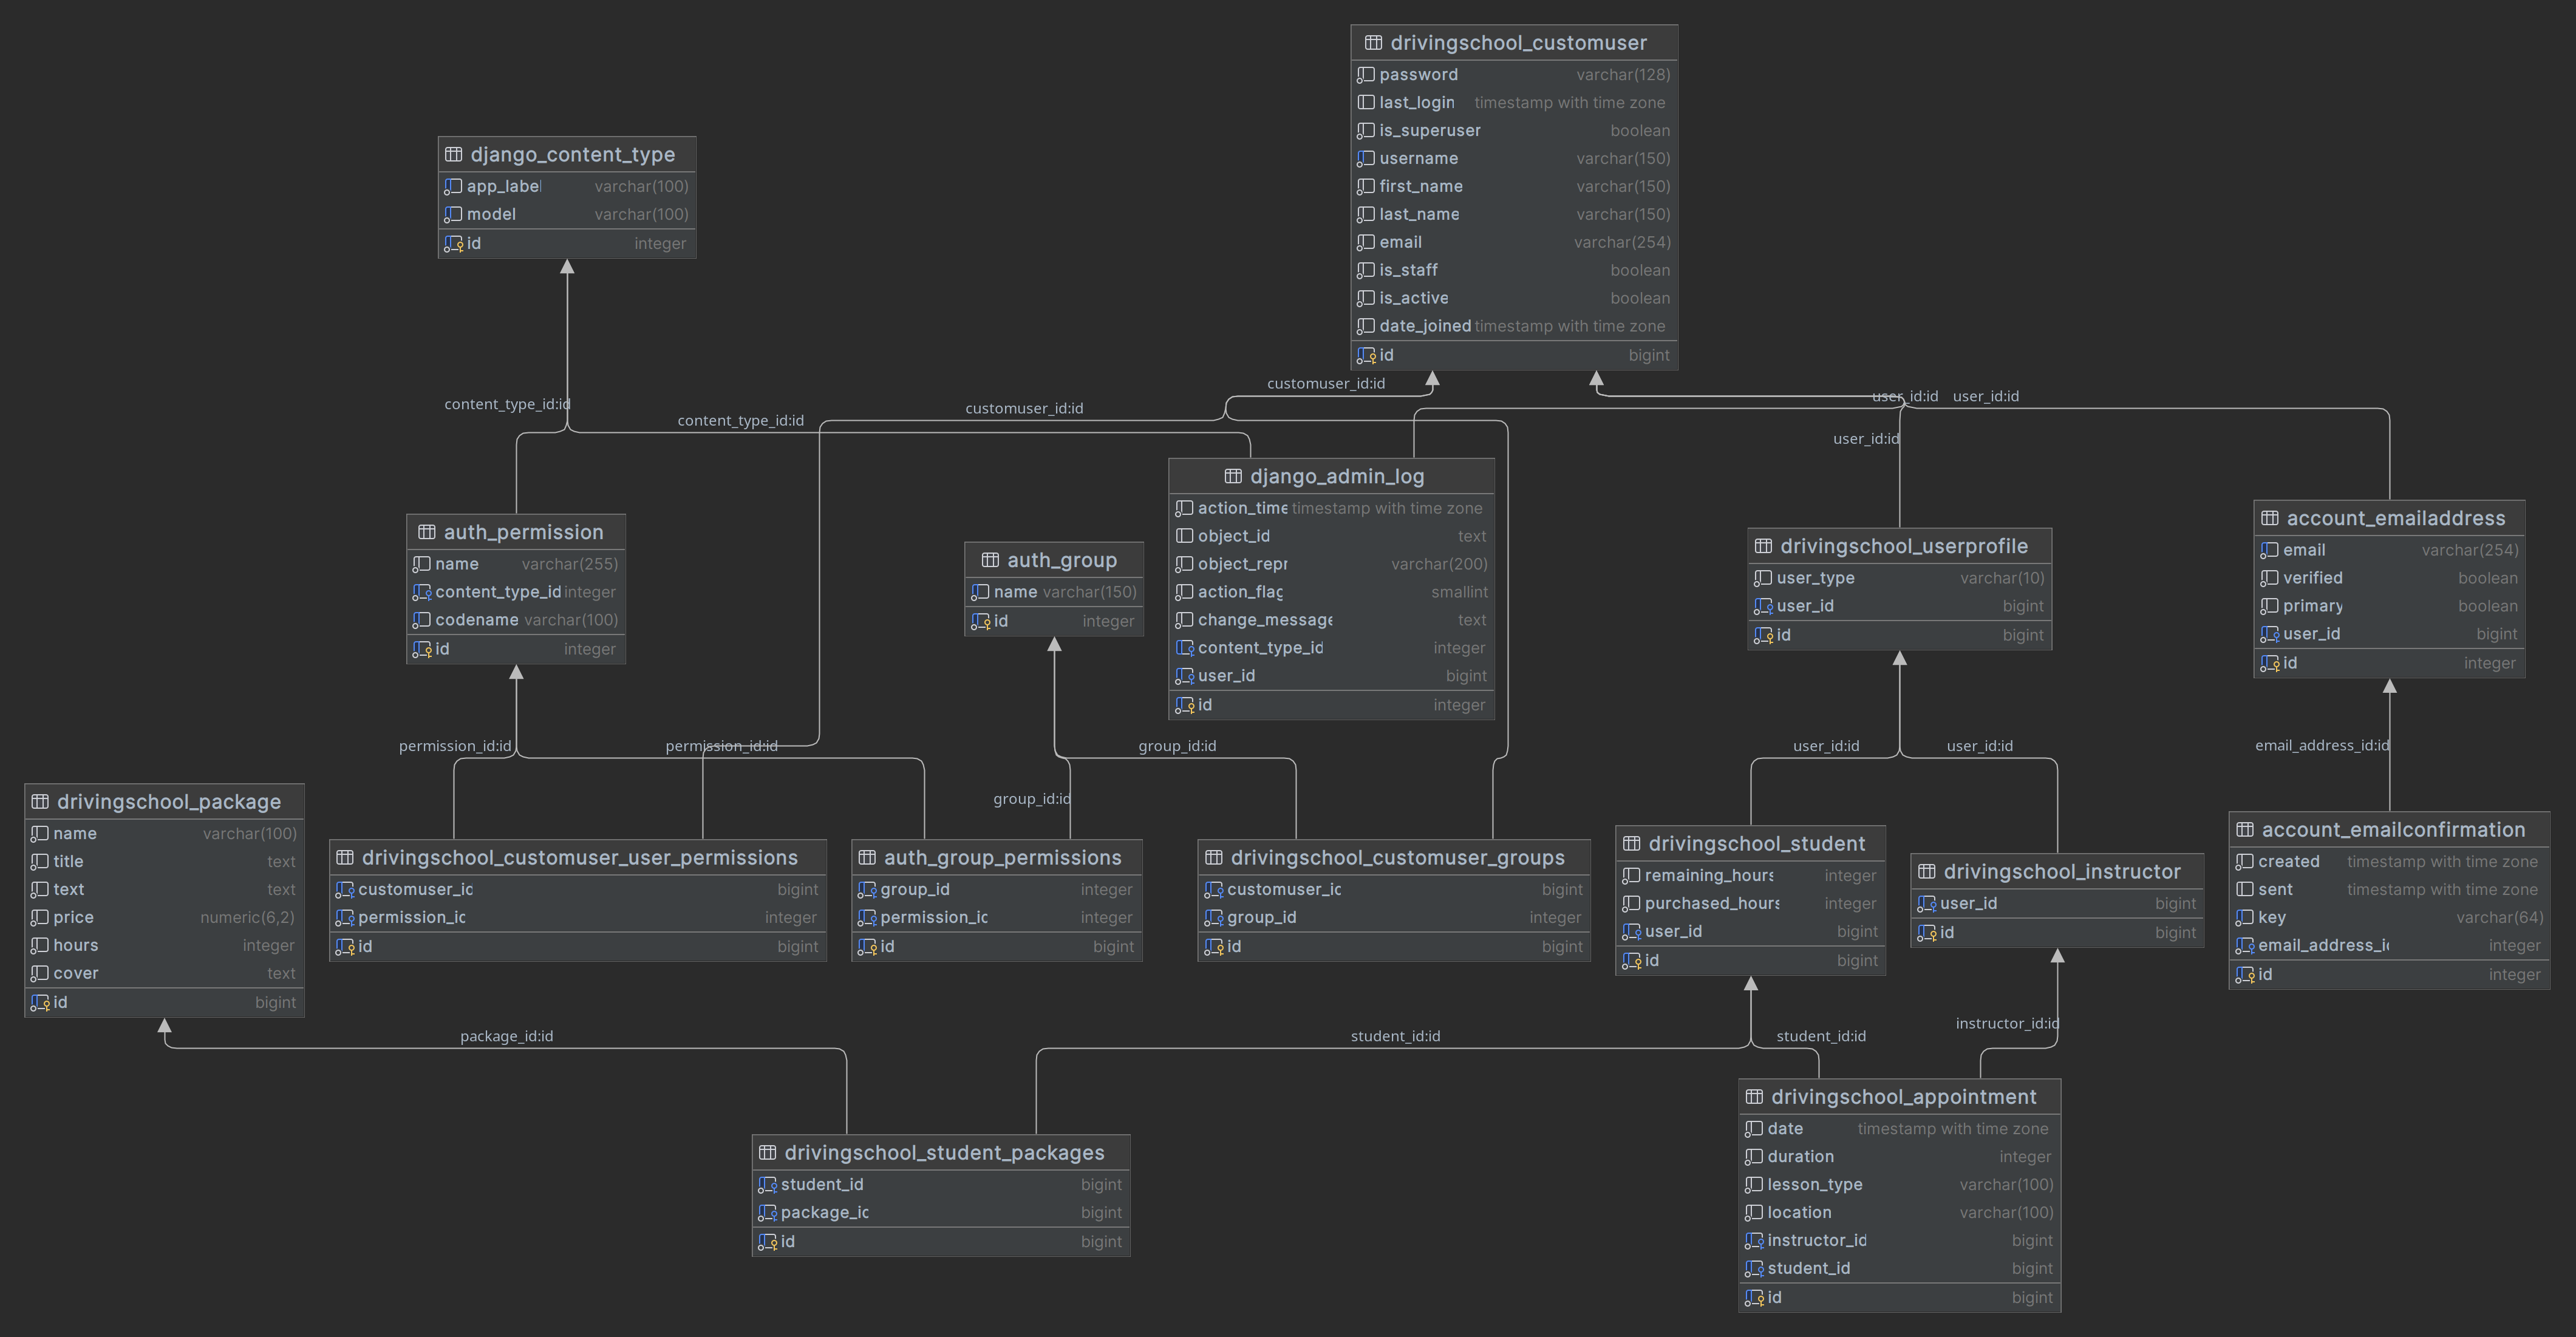 drivingschool_customuser
password varchar(128)
last_login timestamp with time zone
is_superuser boolean
username varchar(150)
first_name varchar(150)
last_name varchar(150)
email varchar(254)
is_staff boolean
is_active boolean
date_joined timestamp with time zone
id bigint
django_content_type
app_label varchar(100)
model varchar(100)
id integer
customuser_id:id
user_id:id
user_id:id
content_type_id:id
customuser_id:id
content_type_id:id
user_id:id
auth_permission
name varchar(255)
content_type_id integer
codename varchar(100)
id integer
auth_group
name varchar(150)
id integer
django_admin_log
action_time timestamp with time zone
object_id text
object_repr varchar(200)
action_flag smallint
change_message text
content_type_id integer
user_id bigint
id integer
drivingschool_userprofile
user_type varchar(10)
user_id bigint
id bigint
account_emailaddress
email varchar(254)
verified boolean
primary boolean
user_id bigint
id integer
permission_id:id
permission_id:id
group_id:id
user_id:id
user_id:id
email_address_id:id
group_id:id
drivingschool_package
name varchar(100)
title text
text text
price numeric(6,2)
hours integer
cover text
id bigint
drivingschool_customuser_user_permissions
customuser_ic bigint
permission_ic integer
id bigint
auth_group_permissions
group_id integer
permission_ic integer
id bigint
drivingschool_customuser_groups
customuser_ic bigint
group_id integer
id bigint
drivingschool_student
remaining_hours integer
purchased_hours integer
user_id bigint
id bigint
drivingschool_instructor
user_id bigint
id bigint
account_emailconfirmation
created timestamp with time zone
sent timestamp with time zone
key varchar(64)
email_address_ic integer
id integer
package_id:id
student_id:id
student_id:id
instructor_id:id
drivingschool_student_packages
student_id bigint
package_ic bigint
id bigint
drivingschool_appointment
date timestamp with time zone
duration integer
lesson_type varchar(100)
location varchar(100)
instructor_id bigint
student_id bigint
id bigint